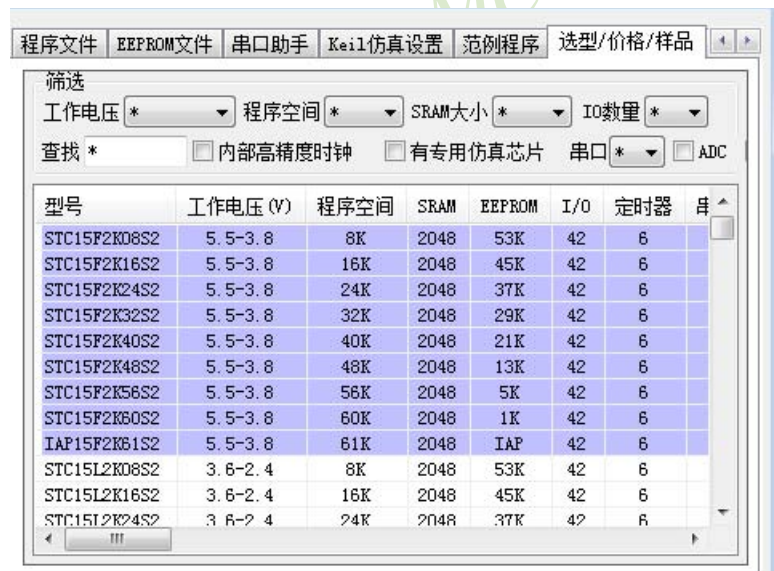 程序文件 EEPROM文件 串口助手 Keil仿真设置 范例程序 选型/价格/样品
筛选
工作电压 * 程序空间 * SRAM大小 * IO数量 *
查找 * 内部高精度时钟 有专用仿真芯片 串口 * ADC
型号 工作电压(V) 程序空间 SRAM EEPROM I/O 定时器 串
STC15F2K08S2 5.5-3.8 8K 2048 53K 42 6
STC15F2K16S2 5.5-3.8 16K 2048 45K 42 6
STC15F2K24S2 5.5-3.8 24K 2048 37K 42 6
STC15F2K32S2 5.5-3.8 32K 2048 29K 42 6
STC15F2K40S2 5.5-3.8 40K 2048 21K 42 6
STC15F2K48S2 5.5-3.8 48K 2048 13K 42 6
STC15F2K56S2 5.5-3.8 56K 2048 5K 42 6
STC15F2K60S2 5.5-3.8 60K 2048 1K 42 6
IAP15F2K61S2 5.5-3.8 61K 2048 IAP 42 6
STC15L2K08S2 3.6-2.4 8K 2048 53K 42 6
STC15L2K16S2 3.6-2.4 16K 2048 45K 42 6
STC15L2K24S2 3.6-2.4 24K 2048 37K 42 6